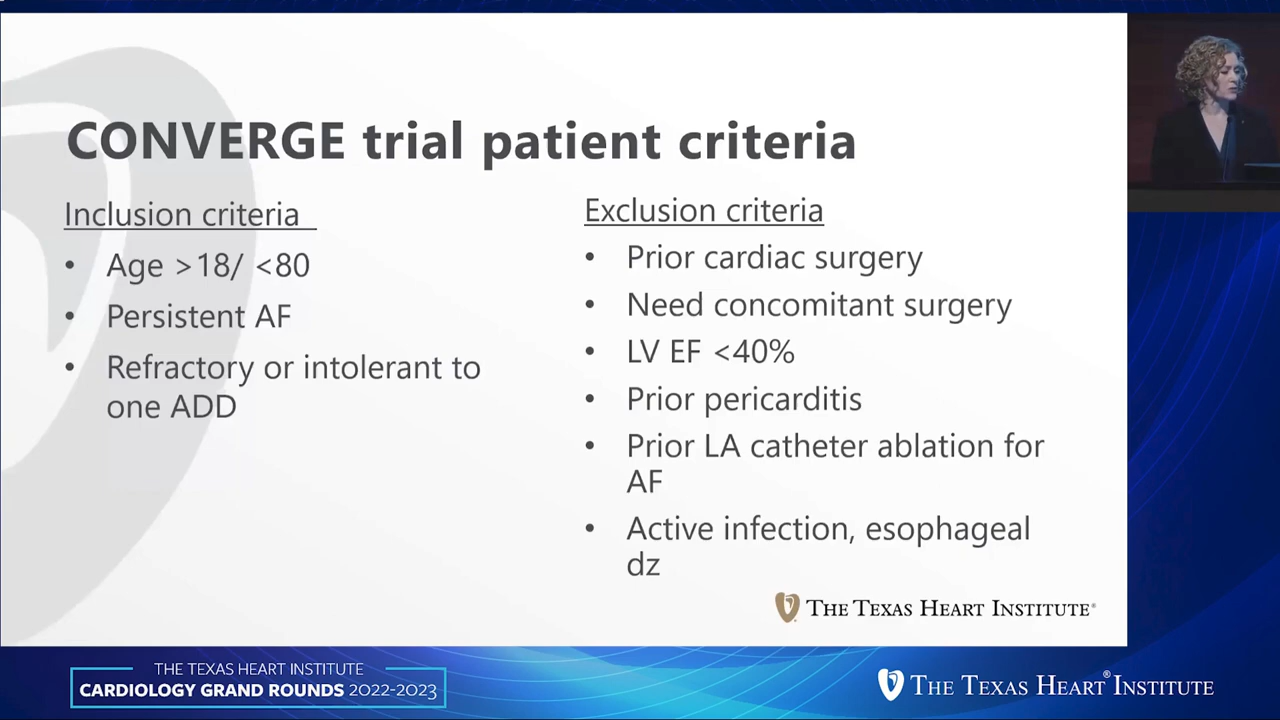 CONVERGE trial patient criteria
Inclusion criteria
• Age >18/ <80
• Persistent AF
• Refractory or intolerant to
one ADD
Exclusion criteria
• Prior cardiac surgery
• Need concomitant surgery
• LV EF <40%
• Prior pericarditis
• Prior LA catheter ablation for
AF
• Active infection, esophageal
dz
THE TEXAS HEART INSTITUTE®
THE TEXAS HEART INSTITUTE
CARDIOLOGY GRAND ROUNDS 2022-2023
THE TEXAS HEART® INSTITUTE